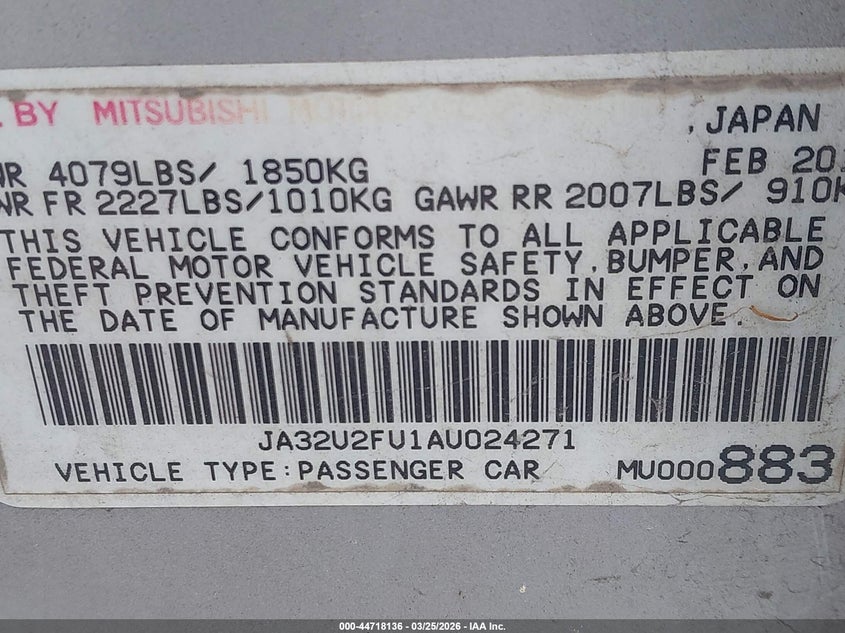 BY MITSUBISHI
, JAPAN
4079LBS/ 1850KG FEB
FR 2227LBS/1010KG GAWR RR 2007LBS/ 910K
THIS VEHICLE CONFORMS TO ALL APPLICABLE
FEDERAL MOTOR VEHICLE SAFETY, BUMPER, AND
THEFT PREVENTION STANDARDS IN EFFECT ON
THE DATE OF MANUFACTURE SHOWN ABOVE.
JA32U2FU1AU024271
VEHICLE TYPE:PASSENGER CAR MU000883
000-44718136 - 03/25/2026 - IAA Inc.